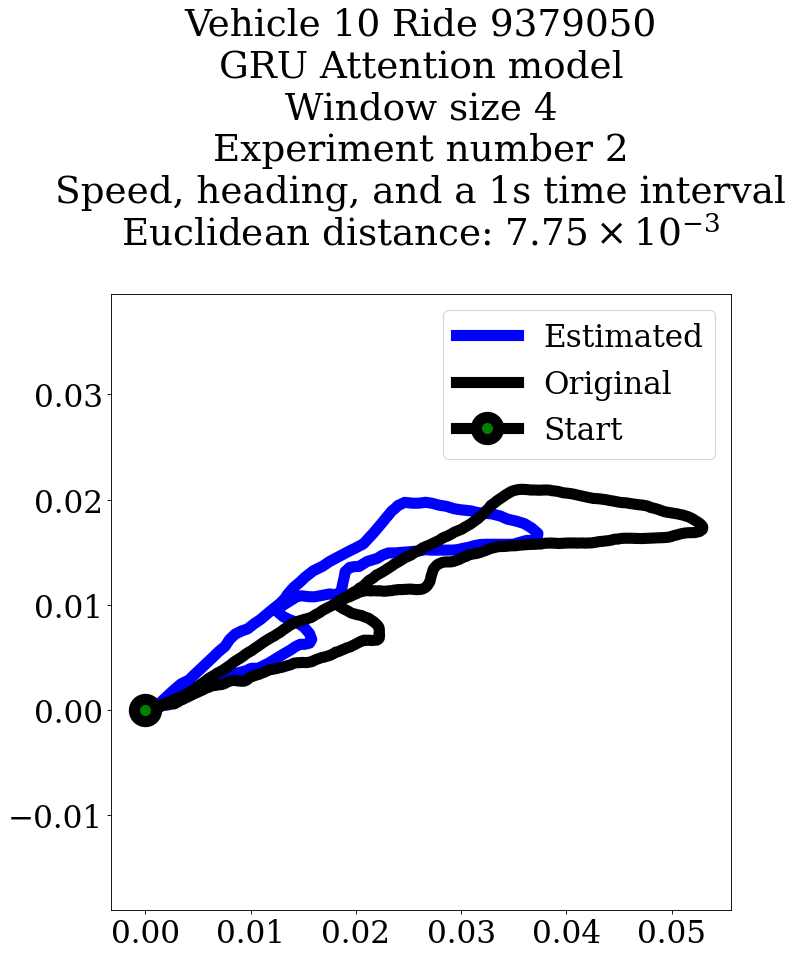 Vehicle 10 Ride 9379050
GRU Attention model
Window size 4
Experiment number 2
Speed, heading, and a 1s time interval
Euclidean distance: 7.75 × 10⁻³
Estimated
Original
Start
0.03
0.02
0.01
0.00
−0.01
0.00 0.01 0.02 0.03 0.04 0.05